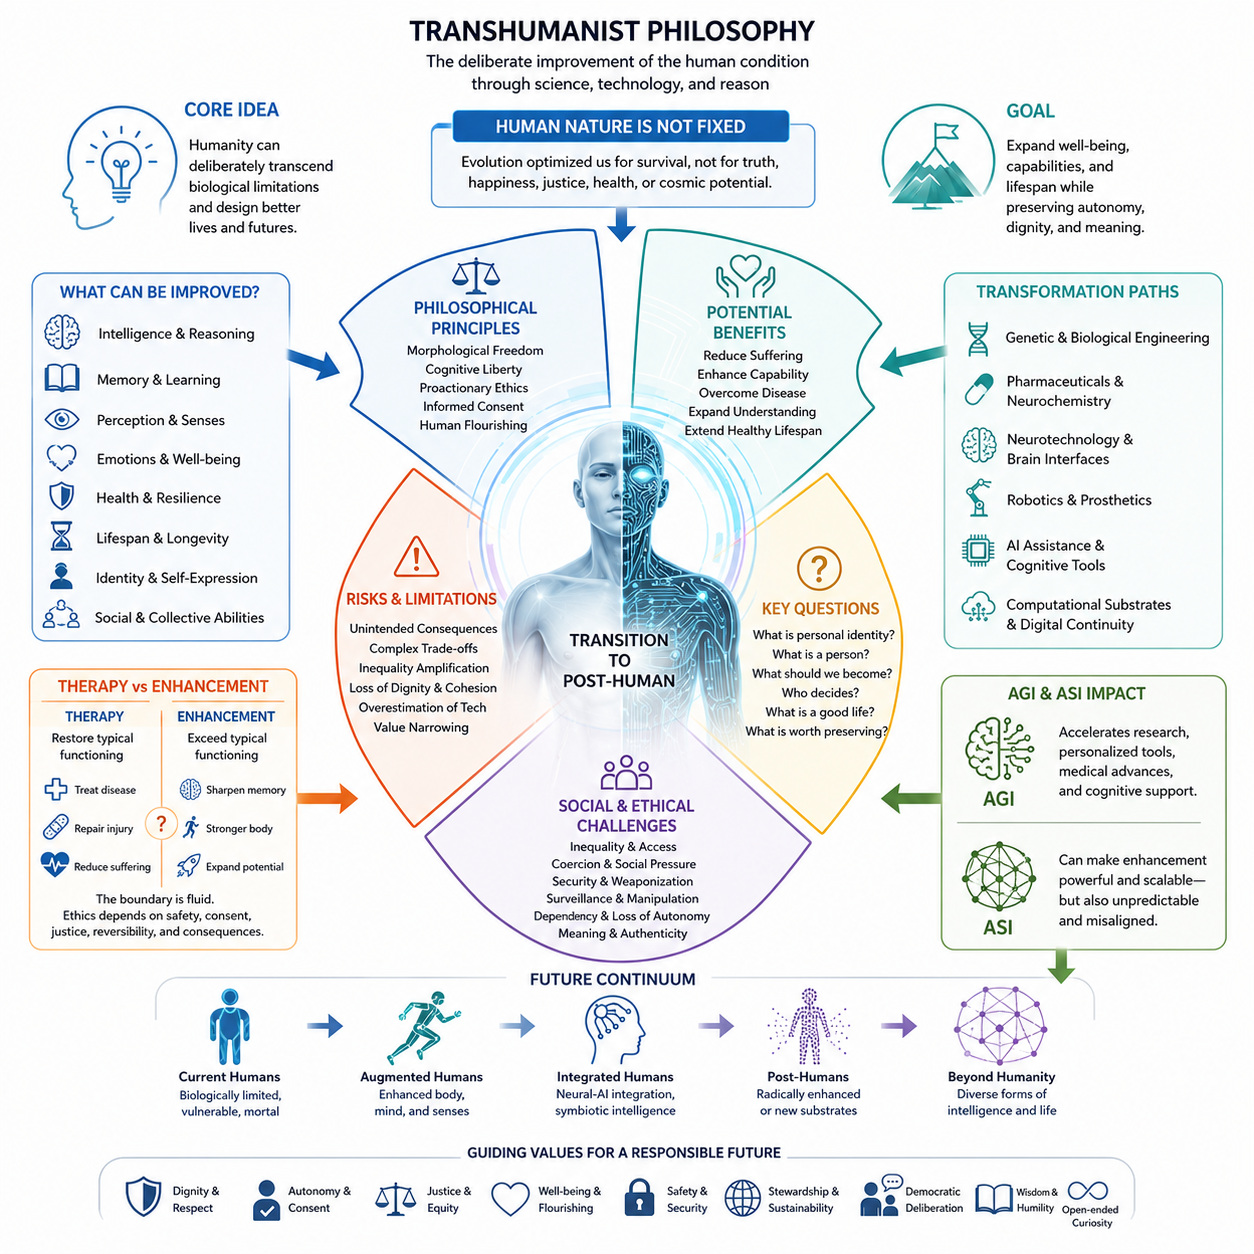 TRANSHUMANIST PHILOSOPHY
The deliberate improvement of the human condition
through science, technology, and reason
CORE IDEA
Humanity can
deliberately transcend
biological limitations
and design better
lives and futures.
HUMAN NATURE IS NOT FIXED
Evolution optimized us for survival, not for truth,
happiness, justice, health, or cosmic potential.
GOAL
Expand well-being,
capabilities, and
lifespan while
preserving autonomy,
dignity, and meaning.
WHAT CAN BE IMPROVED?
Intelligence & Reasoning
Memory & Learning
Perception & Senses
Emotions & Well-being
Health & Resilience
Lifespan & Longevity
Identity & Self-Expression
Social & Collective Abilities
PHILOSOPHICAL
PRINCIPLES
Morphological Freedom
Cognitive Liberty
Proactionary Ethics
Informed Consent
Human Flourishing
POTENTIAL
BENEFITS
Reduce Suffering
Enhance Capability
Overcome Disease
Expand Understanding
Extend Healthy Lifespan
TRANSFORMATION PATHS
Genetic & Biological Engineering
Pharmaceuticals &
Neurochemistry
Neurotechnology &
Brain Interfaces
Robotics & Prosthetics
AI Assistance &
Cognitive Tools
Computational Substrates
& Digital Continuity
!
RISKS & LIMITATIONS
Unintended Consequences
Complex Trade-offs
Inequality Amplification
Loss of Dignity & Cohesion
Overestimation of Tech
Value Narrowing
TRANSITION
TO
POST-HUMAN
?
KEY QUESTIONS
What is personal identity?
What is a person?
What should we become?
Who decides?
What is a good life?
What is worth preserving?
THERAPY vs ENHANCEMENT
THERAPY
Restore typical
functioning
Treat disease
Repair injury
Reduce suffering
?
ENHANCEMENT
Exceed typical
functioning
Sharpen memory
Stronger body
Expand potential
The boundary is fluid.
Ethics depends on safety, consent,
justice, reversibility, and consequences.
SOCIAL & ETHICAL
CHALLENGES
Inequality & Access
Coercion & Social Pressure
Security & Weaponization
Surveillance & Manipulation
Dependency & Loss of Autonomy
Meaning & Authenticity
AGI & ASI IMPACT
AGI
Accelerates research,
personalized tools,
medical advances,
and cognitive support.
ASI
Can make enhancement
powerful and scalable—
but also unpredictable
and misaligned.
FUTURE CONTINUUM
Current Humans
Biologically limited,
vulnerable, mortal
Augmented Humans
Enhanced body,
mind, and senses
Integrated Humans
Neural-AI integration,
symbiotic intelligence
Post-Humans
Radically enhanced
or new substrates
Beyond Humanity
Diverse forms of
intelligence and life
GUIDING VALUES FOR A RESPONSIBLE FUTURE
Dignity &
Respect
Autonomy &
Consent
Justice &
Equity
Well-being &
Flourishing
Safety &
Security
Stewardship &
Sustainability
Democratic
Deliberation
Wisdom &
Humility
Open-ended
Curiosity